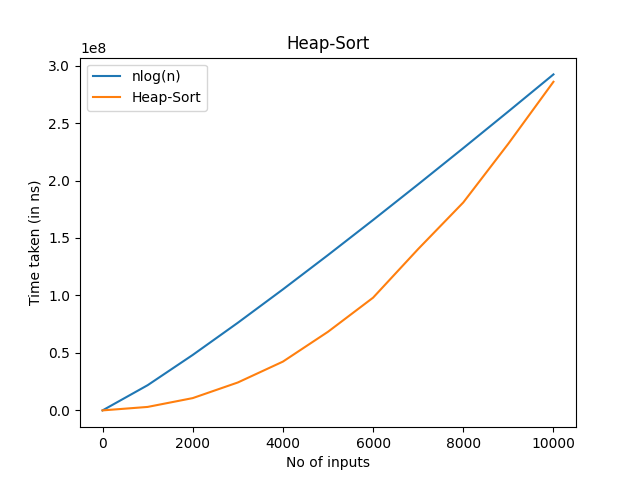 Heap-Sort
1e8
nlog(n)
Heap-Sort
Time taken (in ns)
3.0
2.5
2.0
1.5
1.0
0.5
0.0
0 2000 4000 6000 8000 10000
No of inputs